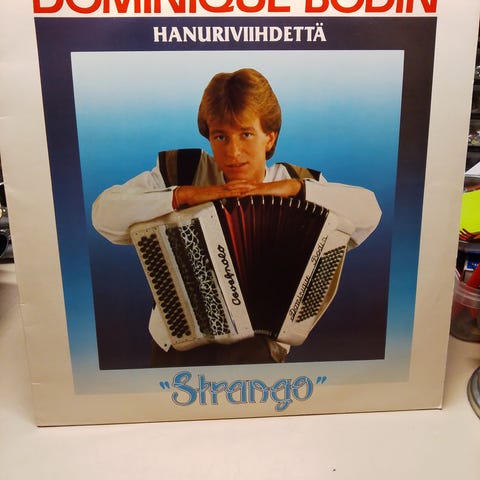 DOMINIQUE BODIN
HANURIVIIHDETTÄ
Cavagnolo
Dominique Bodin
"Strango"